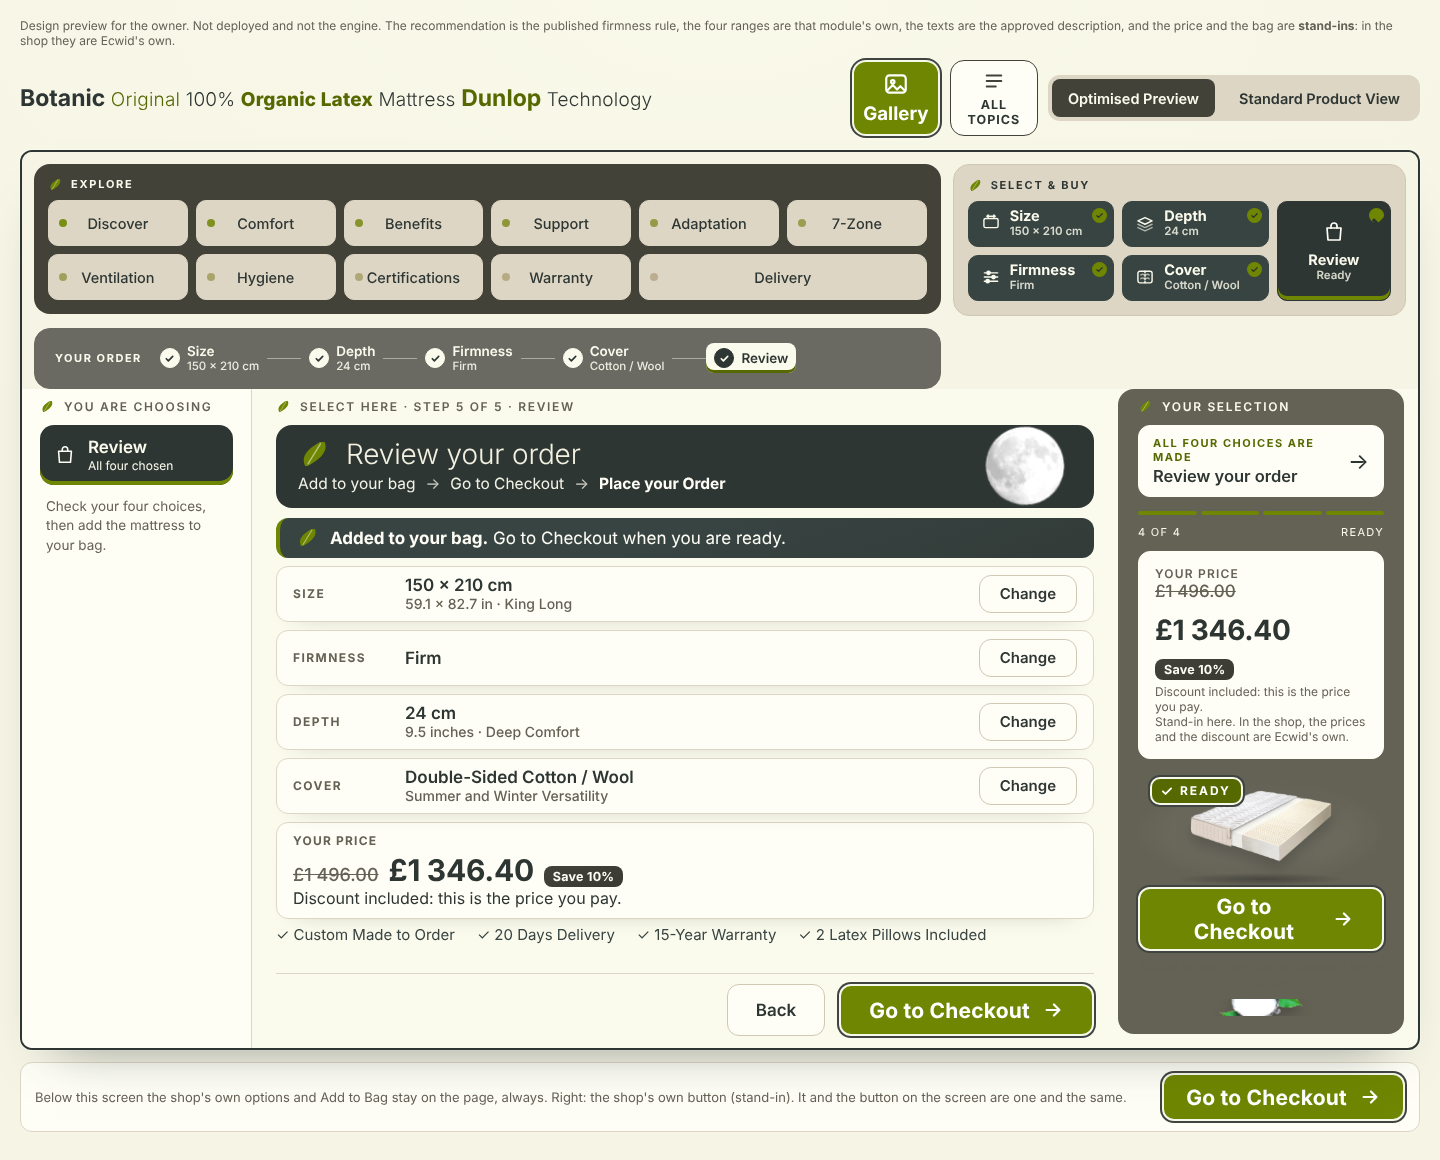 Design preview for the owner. Not deployed and not the engine. The recommendation is the published firmness rule, the four ranges are that module's own, the texts are the approved description, and the price and the bag are stand-ins: in the
shop they are Ecwid's own.
Botanic Original 100% Organic Latex Mattress Dunlop Technology
Gallery
ALL
TOPICS
Optimised Preview
Standard Product View
EXPLORE
Discover
Comfort
Benefits
Support
Adaptation
7-Zone
Ventilation
Hygiene
Certifications
Warranty
Delivery
SELECT & BUY
Size
150 × 210 cm
Depth
24 cm
Firmness
Firm
Cover
Cotton / Wool
Review
Ready
YOUR ORDER
Size
150 × 210 cm
Depth
24 cm
Firmness
Firm
Cover
Cotton / Wool
Review
YOU ARE CHOOSING
Review
All four chosen
Check your four choices,
then add the mattress to
your bag.
SELECT HERE · STEP 5 OF 5 · REVIEW
Review your order
Add to your bag → Go to Checkout → Place your Order
Added to your bag. Go to Checkout when you are ready.
SIZE
150 × 210 cm
59.1 × 82.7 in · King Long
Change
FIRMNESS
Firm
Change
DEPTH
24 cm
9.5 inches · Deep Comfort
Change
COVER
Double-Sided Cotton / Wool
Summer and Winter Versatility
Change
YOUR PRICE
£1 496.00 £1 346.40 Save 10%
Discount included: this is the price you pay.
✓ Custom Made to Order ✓ 20 Days Delivery ✓ 15-Year Warranty ✓ 2 Latex Pillows Included
Back
Go to Checkout →
YOUR SELECTION
ALL FOUR CHOICES ARE
MADE
Review your order →
4 OF 4
READY
YOUR PRICE
£1 496.00
£1 346.40
Save 10%
Discount included: this is the price
you pay.
Stand-in here. In the shop, the prices
and the discount are Ecwid's own.
✓ READY
Go to
Checkout →
Below this screen the shop's own options and Add to Bag stay on the page, always. Right: the shop's own button (stand-in). It and the button on the screen are one and the same.
Go to Checkout →